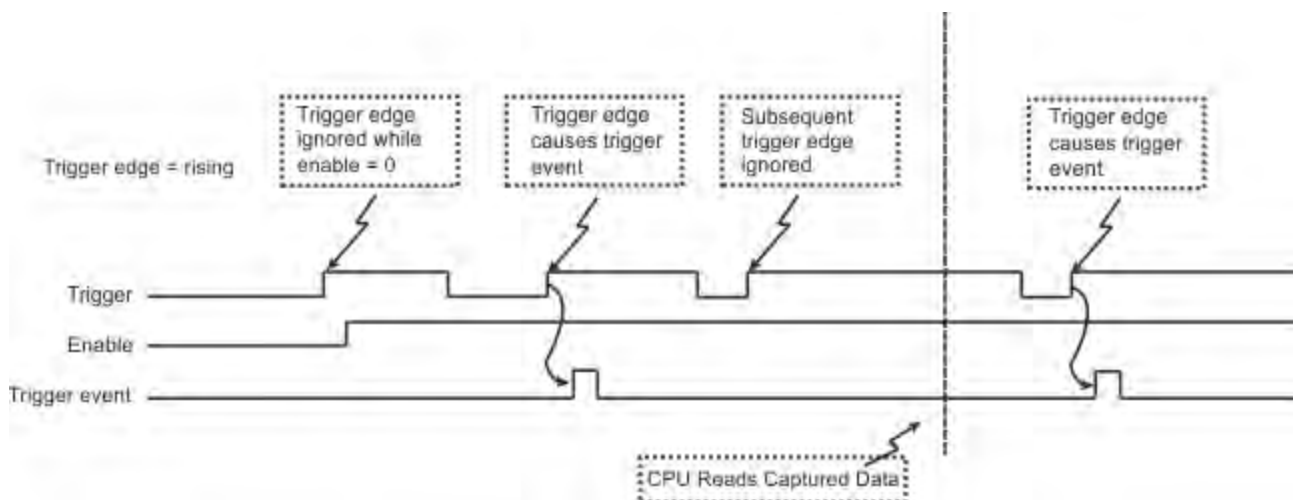 Trigger edge
ignored while
enable = 0
Trigger edge
causes trigger
event
Subsequent
trigger edge
ignored.
Trigger edge
causes trigger
event
Trigger edge = rising
Trigger
Enable
Trigger event
CPU Reads Captured Data